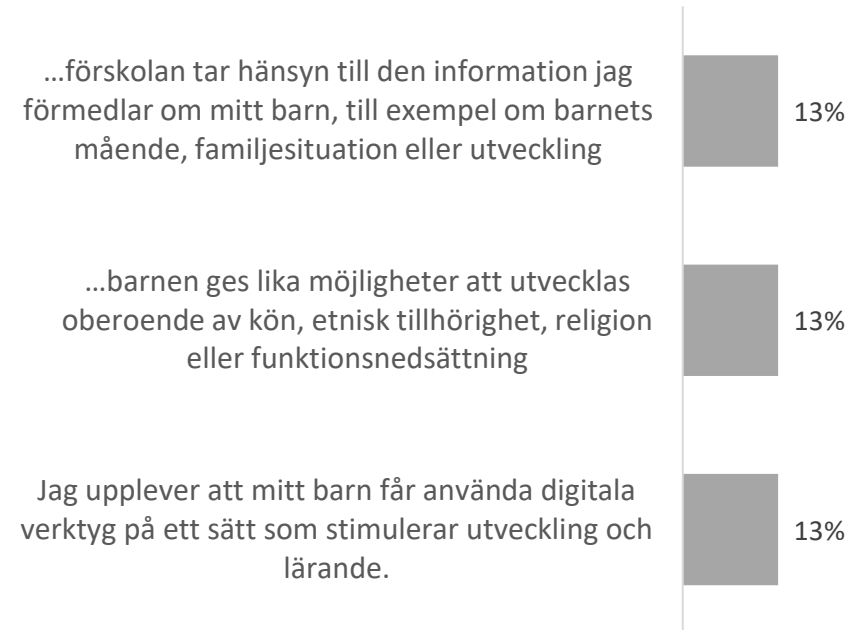 …förskolan tar hänsyn till den information jag
förmedlar om mitt barn, till exempel om barnets
mående, familjesituation eller utveckling
13%
…barnen ges lika möjligheter att utvecklas
oberoende av kön, etnisk tillhörighet, religion
eller funktionsnedsättning
13%
Jag upplever att mitt barn får använda digitala
verktyg på ett sätt som stimulerar utveckling och
lärande.
13%